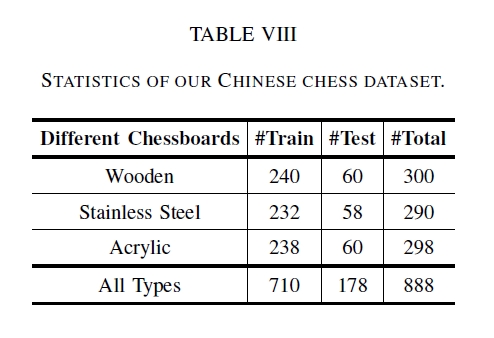 TABLE VIII
STATISTICS OF OUR CHINESE CHESS DATASET.
Different Chessboards #Train #Test #Total
Wooden 240 60 300
Stainless Steel 232 58 290
Acrylic 238 60 298
All Types 710 178 888